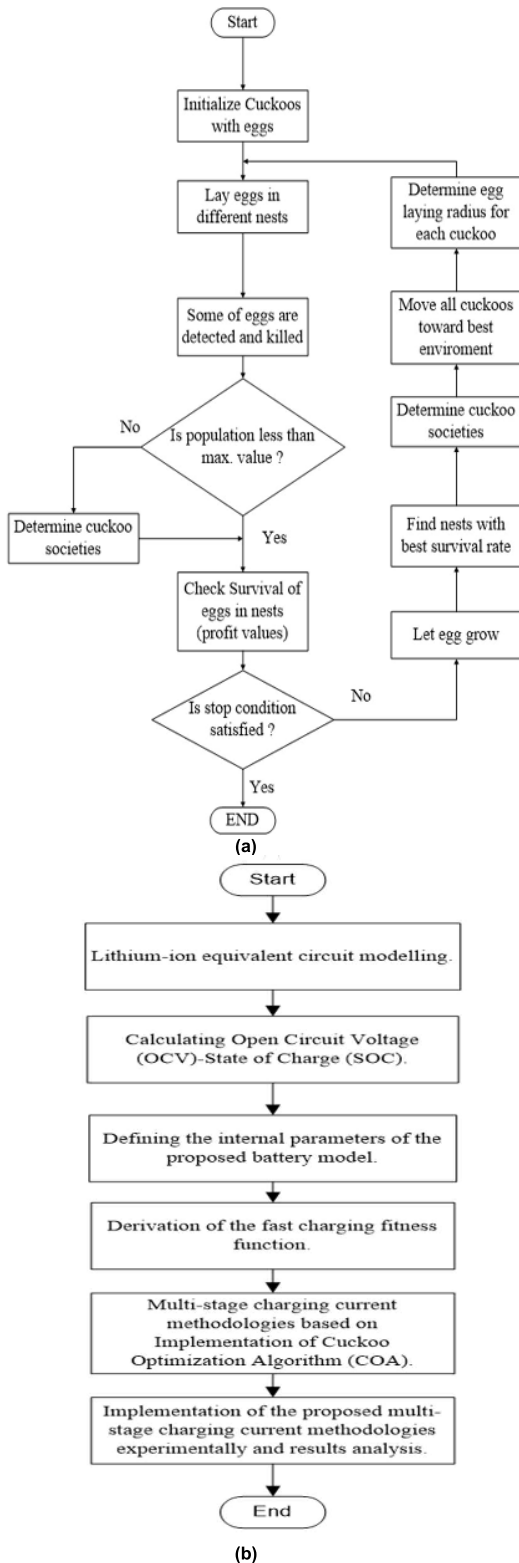 Start
Initialize Cuckoos
with eggs
Lay eggs in
different nests
Some of eggs are
detected and killed
Is population less than
max. value ?
No
Determine cuckoo
societies
Yes
Check Survival of
eggs in nests
(profit values)
Is stop condition
satisfied ?
No
Let egg grow
Find nests with
best survival rate
Determine cuckoo
societies
Move all cuckoos
toward best
enviroment
Determine egg
laying radius for
each cuckoo
Yes
END
(a)
Start
Lithium-ion equivalent circuit modelling.
Calculating Open Circuit Voltage
(OCV)-State of Charge (SOC).
Defining the internal parameters of the
proposed battery model.
Derivation of the fast charging fitness
function.
Multi-stage charging current
methodologies based on
Implementation of Cuckoo
Optimization Algorithm (COA).
Implementation of the proposed multi-
stage charging current methodologies
experimentally and results analysis.
End
(b)